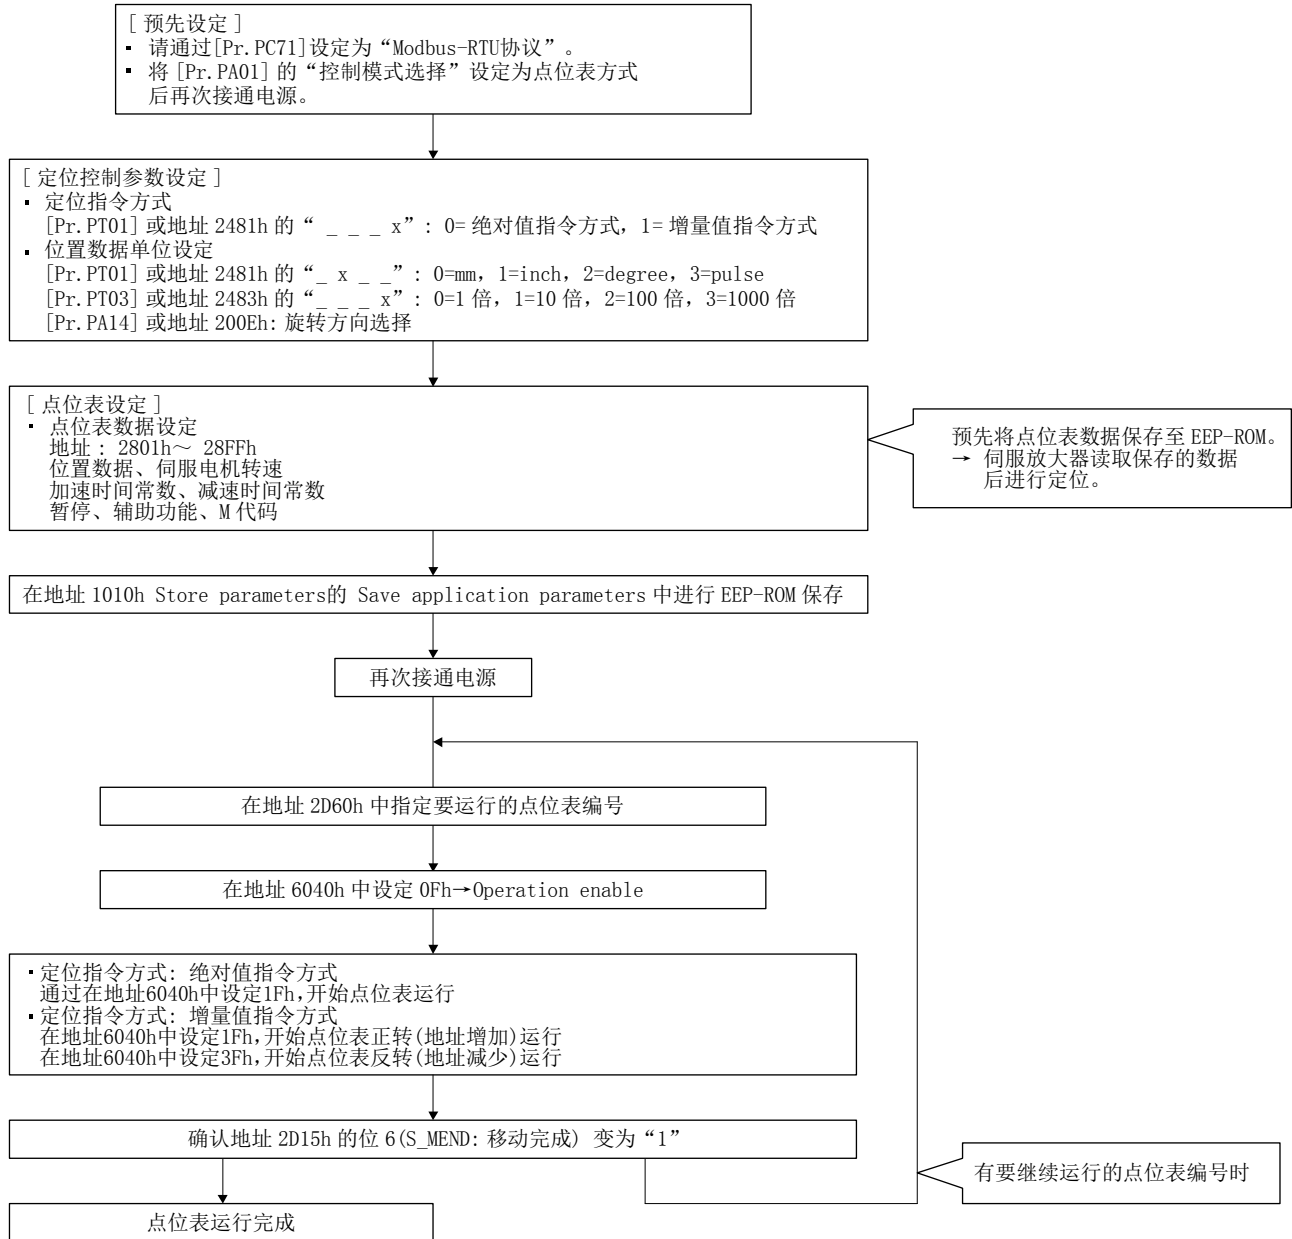 [ 预先设定 ]
▪ 请通过[Pr.PC71]设定为“Modbus-RTU协议”。
▪ 将 [Pr.PA01] 的“控制模式选择”设定为点位表方式
后再次接通电源。
[ 定位控制参数设定 ]
▪ 定位指令方式
[Pr.PT01] 或地址 2481h 的“ _ _ _ x”: 0= 绝对值指令方式, 1= 增量值指令方式
▪ 位置数据单位设定
[Pr.PT01] 或地址 2481h 的“_ x _ _”: 0=mm, 1=inch, 2=degree, 3=pulse
[Pr.PT03] 或地址 2483h 的“_ _ _ x”: 0=1 倍, 1=10 倍, 2=100 倍, 3=1000 倍
[Pr.PA14] 或地址 200Eh: 旋转方向选择
[ 点位表设定 ]
▪ 点位表数据设定
地址 : 2801h～ 28FFh
位置数据、伺服电机转速
加速时间常数、减速时间常数
暂停、辅助功能、M 代码
预先将点位表数据保存至 EEP-ROM。
→ 伺服放大器读取保存的数据
后进行定位。
在地址 1010h Store parameters的 Save application parameters 中进行 EEP-ROM 保存
再次接通电源
在地址 2D60h 中指定要运行的点位表编号
在地址 6040h 中设定 0Fh→Operation enable
▪ 定位指令方式: 绝对值指令方式
通过在地址6040h中设定1Fh,开始点位表运行
▪ 定位指令方式: 增量值指令方式
在地址6040h中设定1Fh,开始点位表正转(地址增加)运行
在地址6040h中设定3Fh,开始点位表反转(地址减少)运行
确认地址 2D15h 的位 6(S_MEND: 移动完成) 变为“1”
有要继续运行的点位表编号时
点位表运行完成